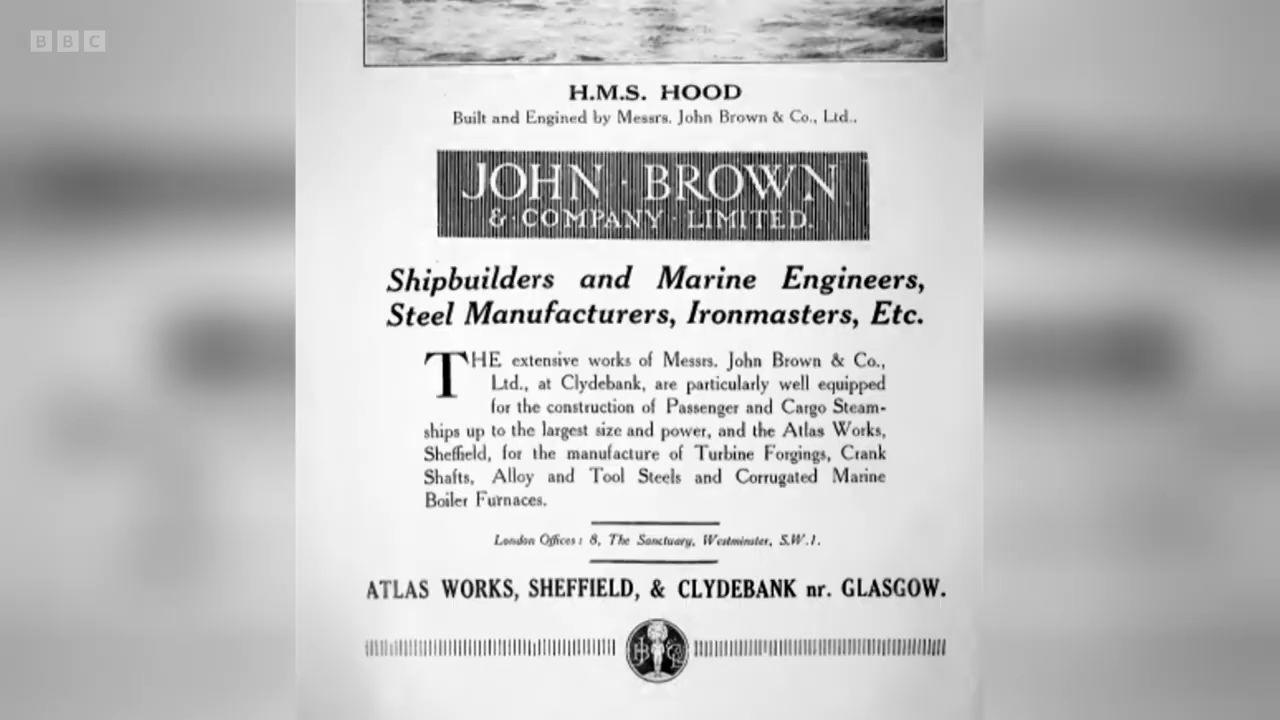 BBC
H.M.S. HOOD
Built and Engined by Messrs. John Brown & Co., Ltd.,
JOHN · BROWN
& · COMPANY · LIMITED.
Shipbuilders and Marine Engineers,
Steel Manufacturers, Ironmasters, Etc.
THE extensive works of Messrs. John Brown & Co.,
Ltd., at Clydebank, are particularly well equipped
for the construction of Passenger and Cargo Steam-
ships up to the largest size and power, and the Atlas Works,
Sheffield, for the manufacture of Turbine Forgings, Crank
Shafts, Alloy and Tool Steels and Corrugated Marine
Boiler Furnaces.
London Offices: 8, The Sanctuary, Westminster, S.W.1.
ATLAS WORKS, SHEFFIELD, & CLYDEBANK nr. GLASGOW.